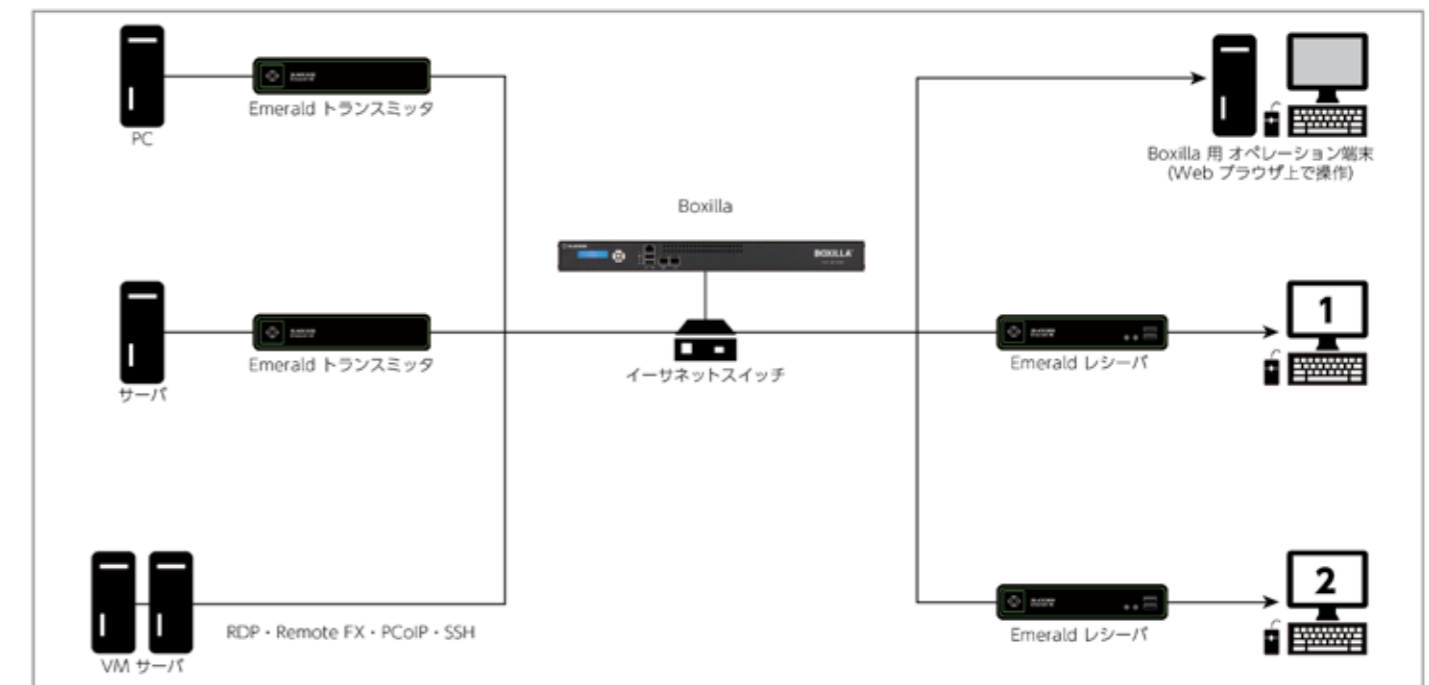 PC
Emerald トランスミッタ
Boxilla 用 オペレーション端末
(Web ブラウザ上で操作)
Boxilla
BOXILLA
サーバ
Emerald トランスミッタ
イーサネットスイッチ
Emerald レシーバ
1
VM サーバ
RDP・Remote FX・PCoIP・SSH
Emerald レシーバ
2